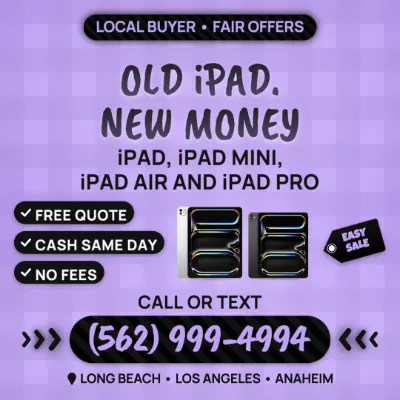 LOCAL BUYER • FAIR OFFERS
OLD iPAD.
NEW MONEY
iPAD, iPAD MINI,
iPAD AIR AND iPAD PRO
✓ FREE QUOTE
✓ CASH SAME DAY
✓ NO FEES
EASY
SALE
CALL OR TEXT
(562) 999-4994
LONG BEACH • LOS ANGELES • ANAHEIM